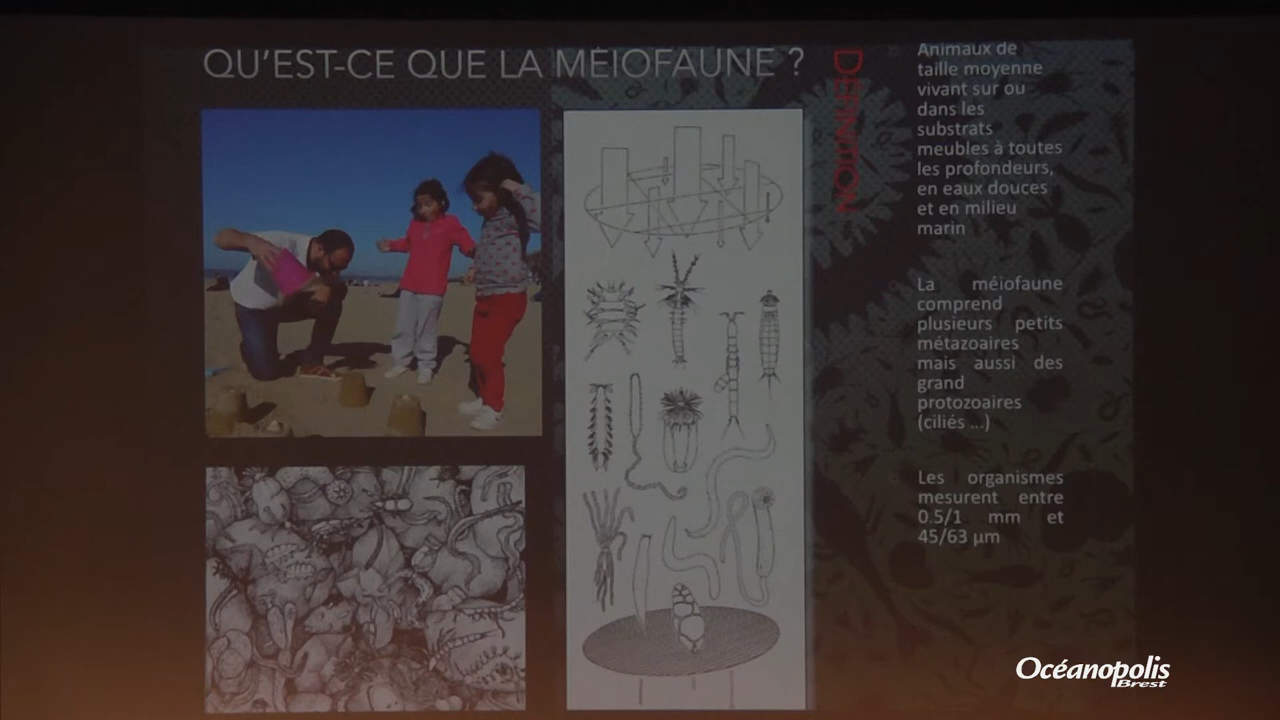 QU'EST-CE QUE LA MÉIOFAUNE ?
DÉFINITION
Animaux de
taille moyenne
vivant sur ou
dans les
substrats
meubles à toutes
les profondeurs,
en eaux douces
et en milieu
marin
La méiofaune
comprend
plusieurs petits
métazoaires
mais aussi des
grand
protozoaires
(ciliés ...)
Les organismes
mesurent entre
0.5/1 mm et
45/63 µm
Océanopolis
Brest